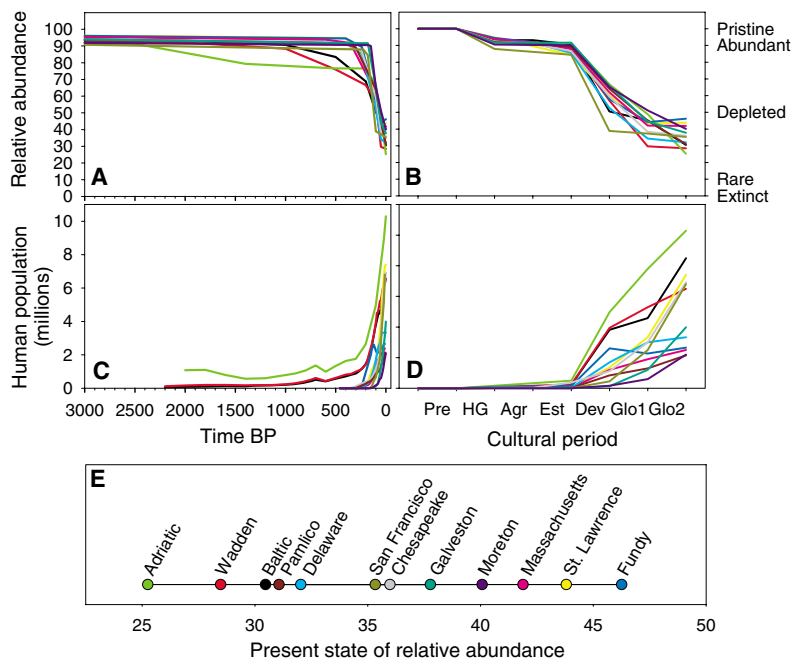 Relative abundance
100
90
80
70
60
50
40
30
20
10
0
A
B
Pristine
Abundant
Depleted
Rare
Extinct
Human population
(millions)
10
8
6
4
2
0
C
D
3000 2500 2000 1500 1000 500 0
Time BP
Pre HG Agr Est Dev Glo1 Glo2
Cultural period
E
Adriatic
Wadden
Baltic
Pamlico
Delaware
San Francisco
Chesapeake
Galveston
Moreton
Massachusetts
St. Lawrence
Fundy
25 30 35 40 45 50
Present state of relative abundance